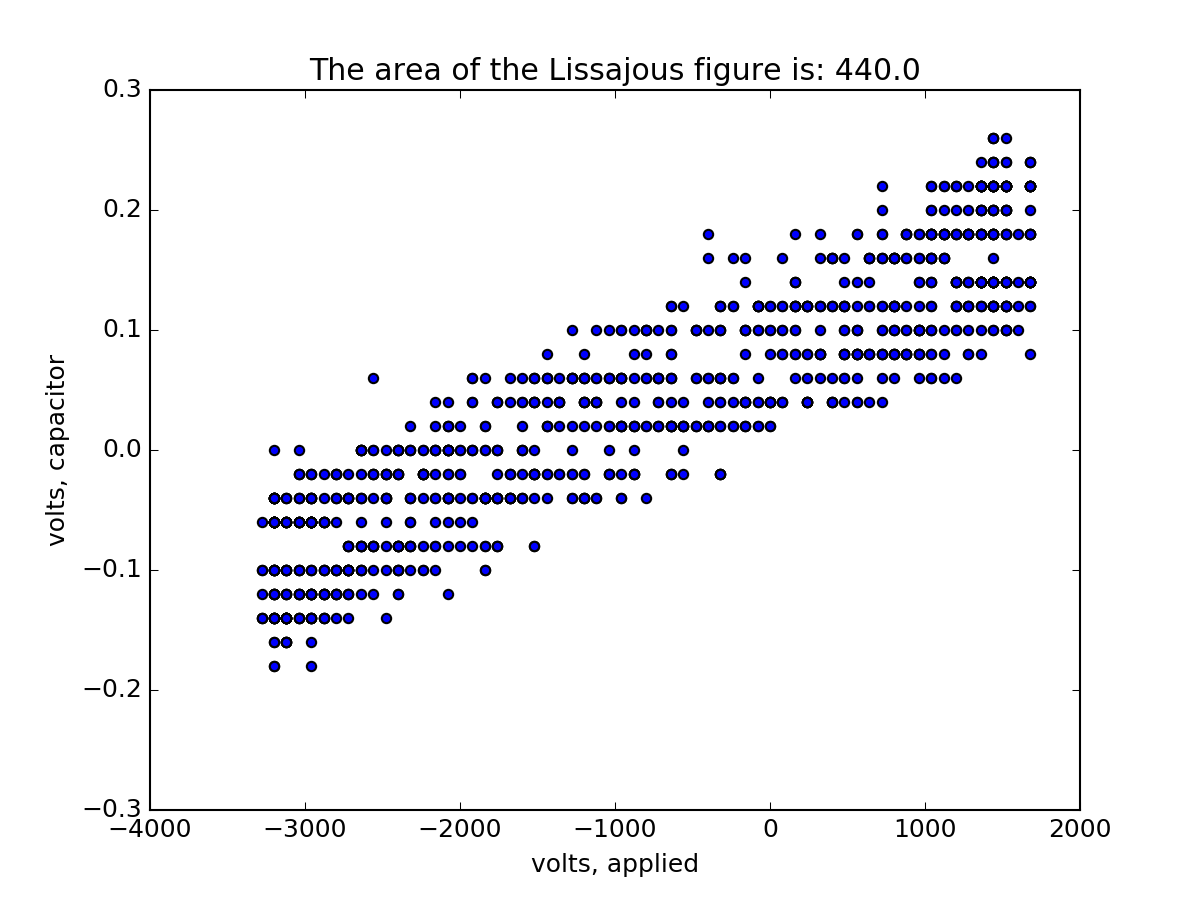 The area of the Lissajous figure is: 440.0
0.3
0.2
0.1
0.0
−0.1
−0.2
−0.3
volts, capacitor
−4000 −3000 −2000 −1000 0 1000 2000
volts, applied